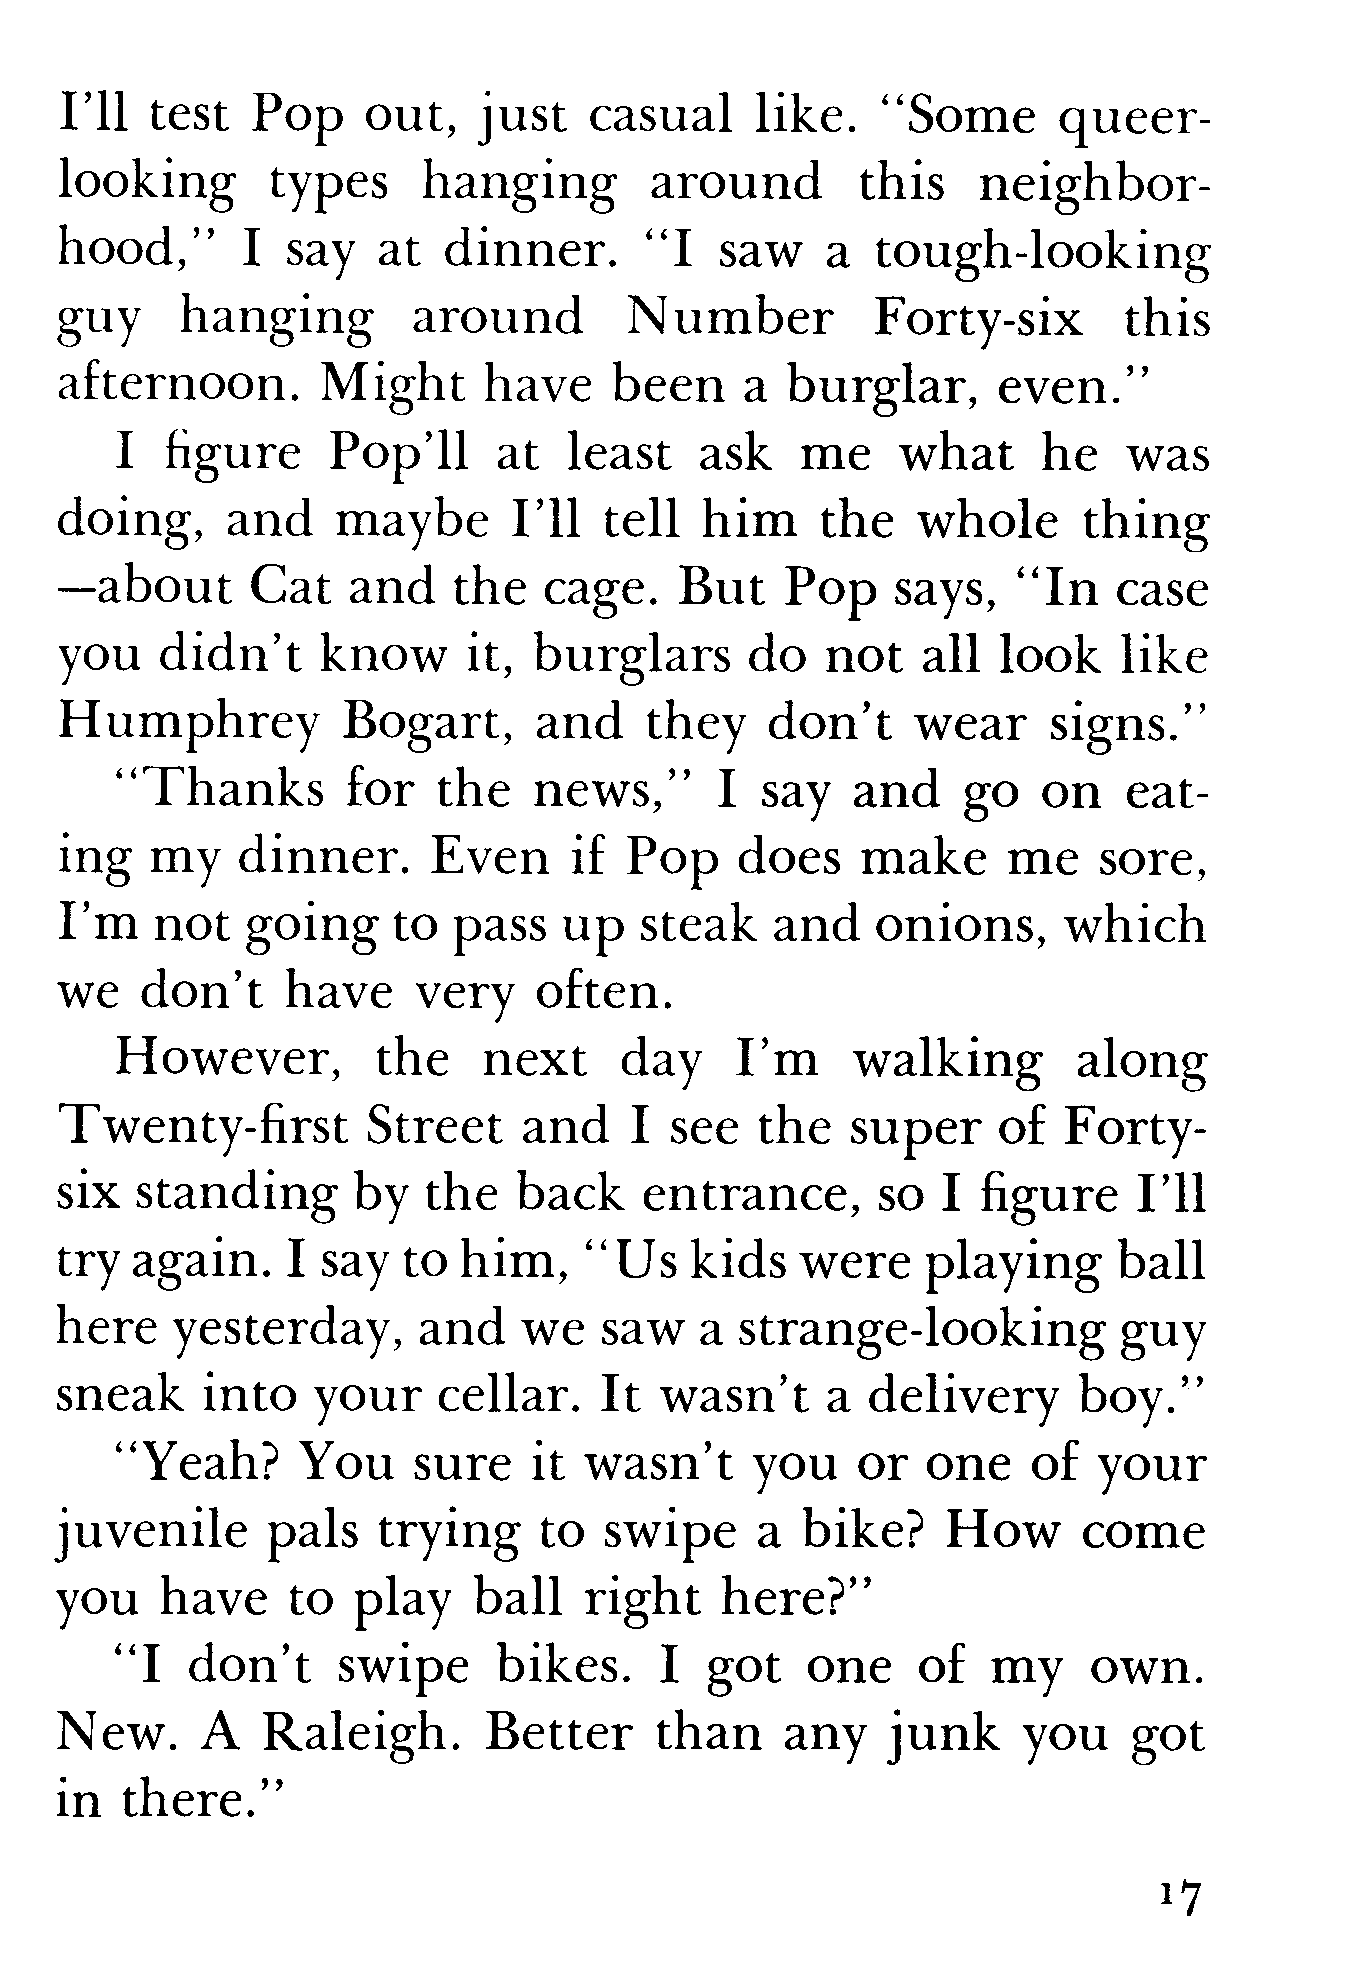 I’ll test Pop out, just casual like. “Some queer-
looking types hanging around this neighbor-
hood,” I say at dinner. “I saw a tough-looking
guy hanging around Number Forty-six this
afternoon. Might have been a burglar, even.”
I figure Pop’ll at least ask me what he was
doing, and maybe I’ll tell him the whole thing
—about Cat and the cage. But Pop says, “In case
you didn’t know it, burglars do not all look like
Humphrey Bogart, and they don’t wear signs.”
“Thanks for the news,” I say and go on eat-
ing my dinner. Even if Pop does make me sore,
I’m not going to pass up steak and onions, which
we don’t have very often.
However, the next day I’m walking along
Twenty-first Street and I see the super of Forty-
six standing by the back entrance, so I figure I’ll
try again. I say to him, “Us kids were playing ball
here yesterday, and we saw a strange-looking guy
sneak into your cellar. It wasn’t a delivery boy.”
“Yeah? You sure it wasn’t you or one of your
juvenile pals trying to swipe a bike? How come
you have to play ball right here?”
“I don’t swipe bikes. I got one of my own.
New. A Raleigh. Better than any junk you got
in there.”
17